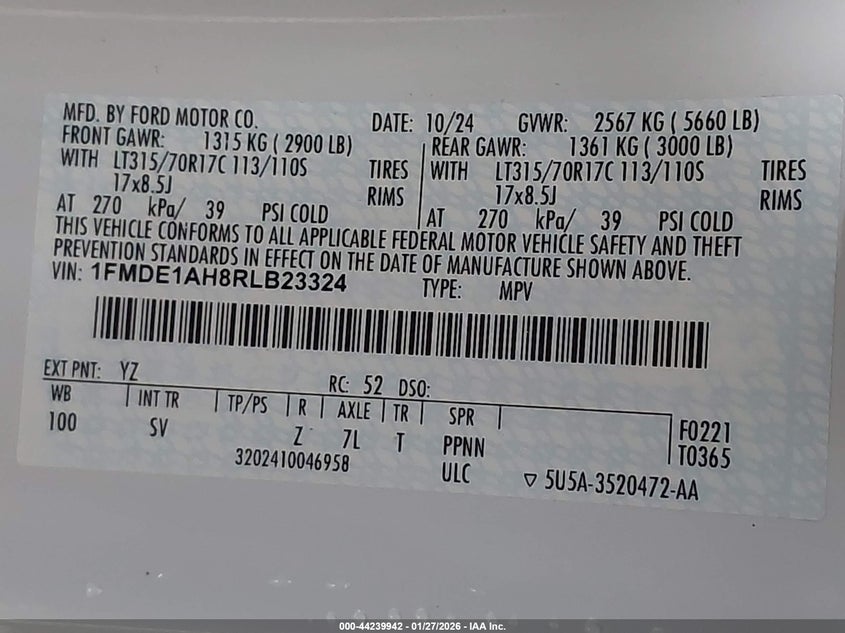 MFD. BY FORD MOTOR CO. DATE: 10/24 GVWR: 2567 KG ( 5660 LB)
FRONT GAWR: 1315 KG ( 2900 LB) REAR GAWR: 1361 KG ( 3000 LB)
WITH LT315/70R17C 113/110S TIRES WITH LT315/70R17C 113/110S TIRES
17x8.5J RIMS 17x8.5J RIMS
AT 270 kPa/ 39 PSI COLD AT 270 kPa/ 39 PSI COLD
THIS VEHICLE CONFORMS TO ALL APPLICABLE FEDERAL MOTOR VEHICLE SAFETY AND THEFT
PREVENTION STANDARDS IN EFFECT ON THE DATE OF MANUFACTURE SHOWN ABOVE.
VIN: 1FMDE1AH8RLB23324 TYPE: MPV
EXT PNT: YZ RC: 52 DSO:
WB INT TR TP/PS R AXLE TR SPR F0221
100 SV Z 7L T PPNN T0365
3202410046958 ULC ▽ 5U5A-3520472-AA
000-44239942 - 01/27/2026 - IAA Inc.